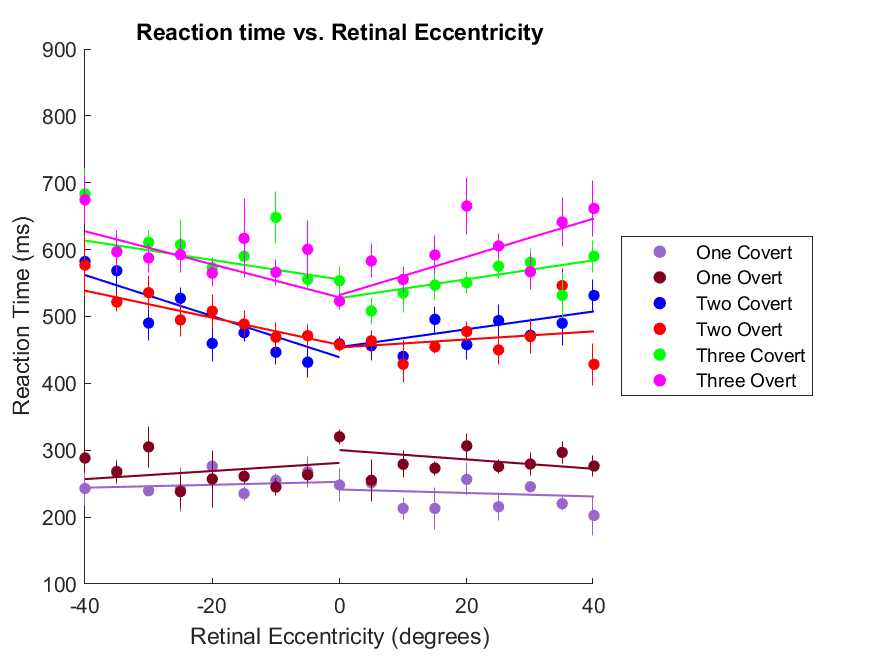 Reaction time vs. Retinal Eccentricity
900
800
700
600
500
400
300
200
100
Reaction Time (ms)
-40
-20
0
20
40
Retinal Eccentricity (degrees)
One Covert
One Overt
Two Covert
Two Overt
Three Covert
Three Overt